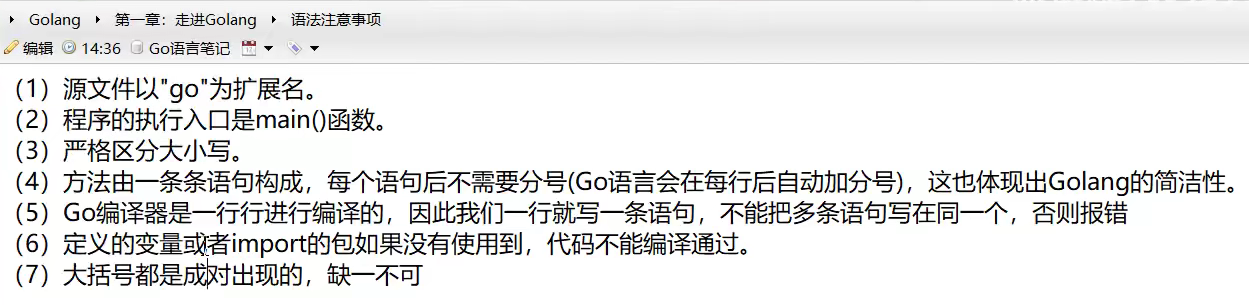 Golang 第一章：走进Golang 语法注意事项
编辑 14:36 Go语言笔记
（1）源文件以"go"为扩展名。
（2）程序的执行入口是main()函数。
（3）严格区分大小写。
（4）方法由一条条语句构成，每个语句后不需要分号(Go语言会在每行后自动加分号)，这也体现出Golang的简洁性。
（5）Go编译器是一行行进行编译的，因此我们一行就写一条语句，不能把多条语句写在同一个，否则报错
（6）定义的变量或者import的包如果没有使用到，代码不能编译通过。
（7）大括号都是成对出现的，缺一不可